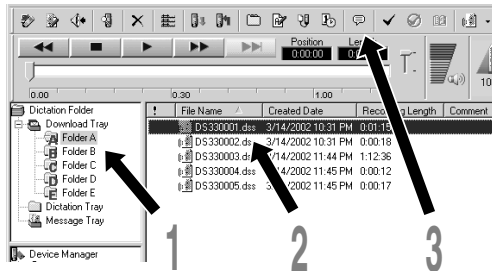 Position
0:00:00
0.00
0.30
1.00
10
Dictation Folder
Download Tray
Folder A
Folder B
Folder C
Folder D
Folder E
Dictation Tray
Message Tray
Device Manager
! File Name Created Date Recording Length Comment
DS330001.dss 3/14/2002 10:31 PM 0:01:15
DS330002.dss 3/14/2002 10:31 PM 0:00:18
DS330003.dss 3/14/2002 11:44 PM 1:12:36
DS330004.dss 3/14/2002 11:45 PM 0:00:12
DS330005.dss 3/14/2002 11:45 PM 0:00:17
1
2
3